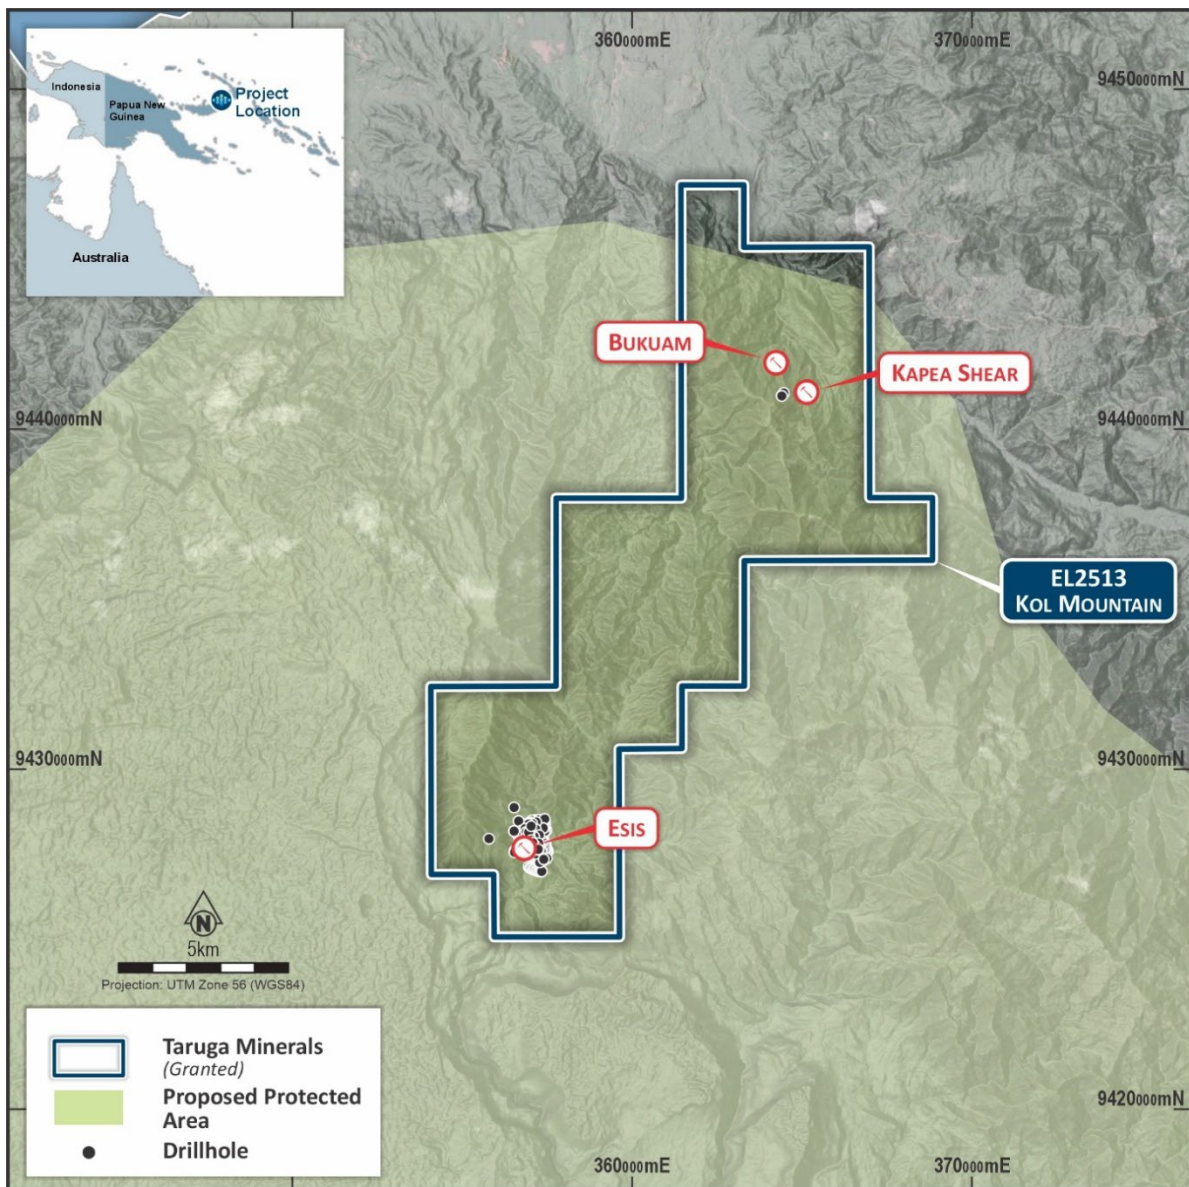 360000mE
370000mE
9450000mN
Indonesia
Papua New
Guinea
Project
Location
Australia
BUKUAM
KAPEA SHEAR
9440000mN
9440000mN
EL2513
KOL MOUNTAIN
9430000mN
9430000mN
ESIS
N
5km
Projection: UTM Zone 56 (WGS84)
Taruga Minerals
(Granted)
Proposed Protected
Area
Drillhole
9420000mN
360000mE
370000mE